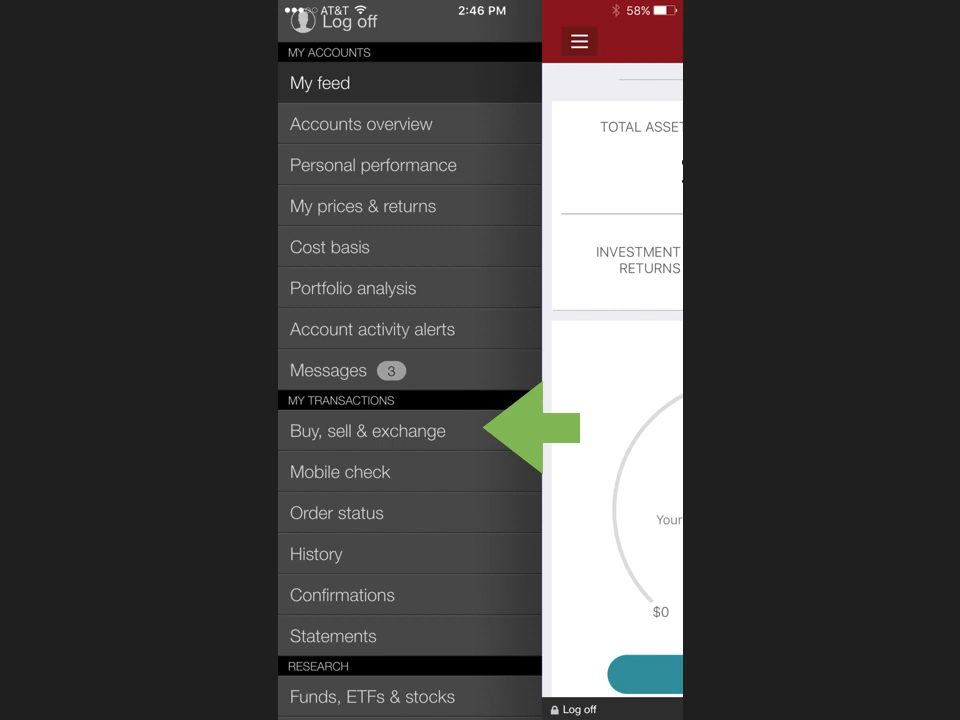 AT&T 2:46 PM 58%
Log off
MY ACCOUNTS
My feed
Accounts overview
Personal performance
My prices & returns
Cost basis
Portfolio analysis
Account activity alerts
Messages 3
MY TRANSACTIONS
Buy, sell & exchange
Mobile check
Order status
History
Confirmations
Statements
RESEARCH
Funds, ETFs & stocks
TOTAL ASSET
INVESTMENT
RETURNS
Your
$0
Log off